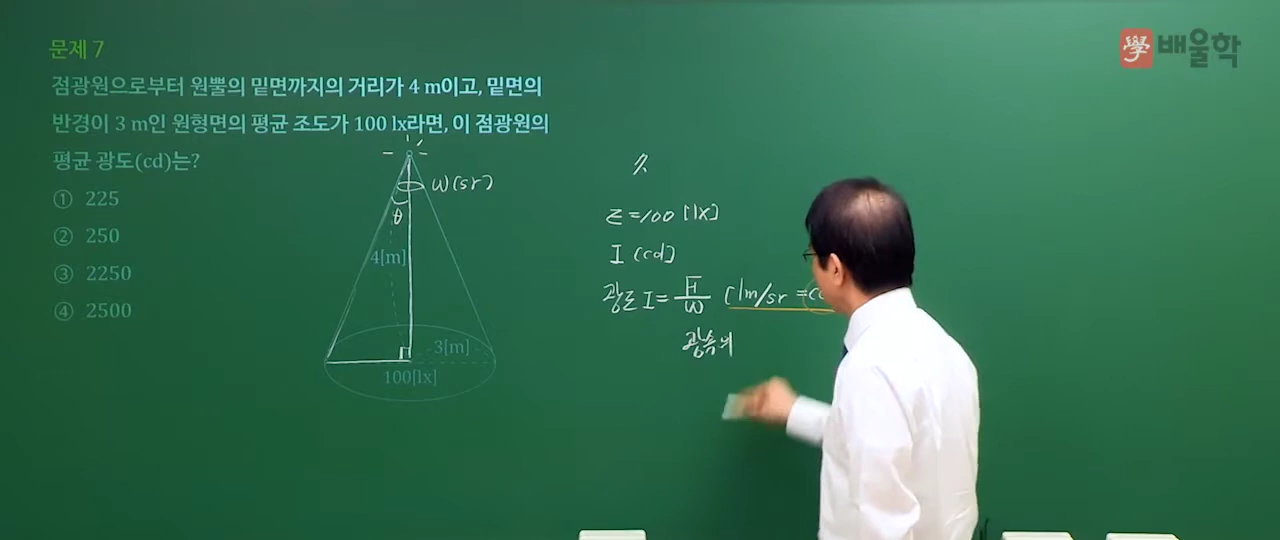 學 배울학
문제 7
점광원으로부터 원뿔의 밑면까지의 거리가 4 m이고, 밑면의
반경이 3 m인 원형면의 평균 조도가 100 lx라면, 이 점광원의
평균 광도(cd)는?
① 225
② 250
③ 2250
④ 2500
ω(sr)
θ
4[m]
3[m]
100[lx]
E=100 [lx]
I (cd)
광도 I = F/ω [lm/sr =
광속의